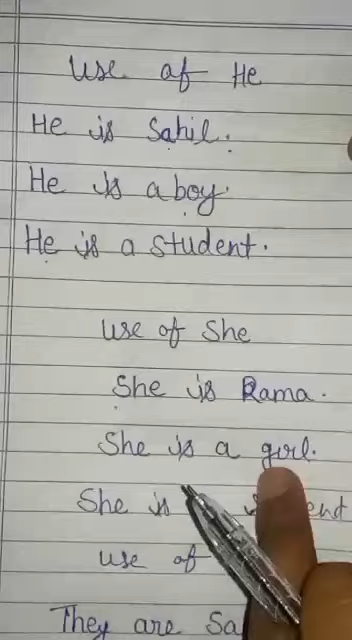 Use of He
He is Sahil.
He is a boy.
He is a student.
use of She
She is Rama.
She is a girl.
She is
use of
They are